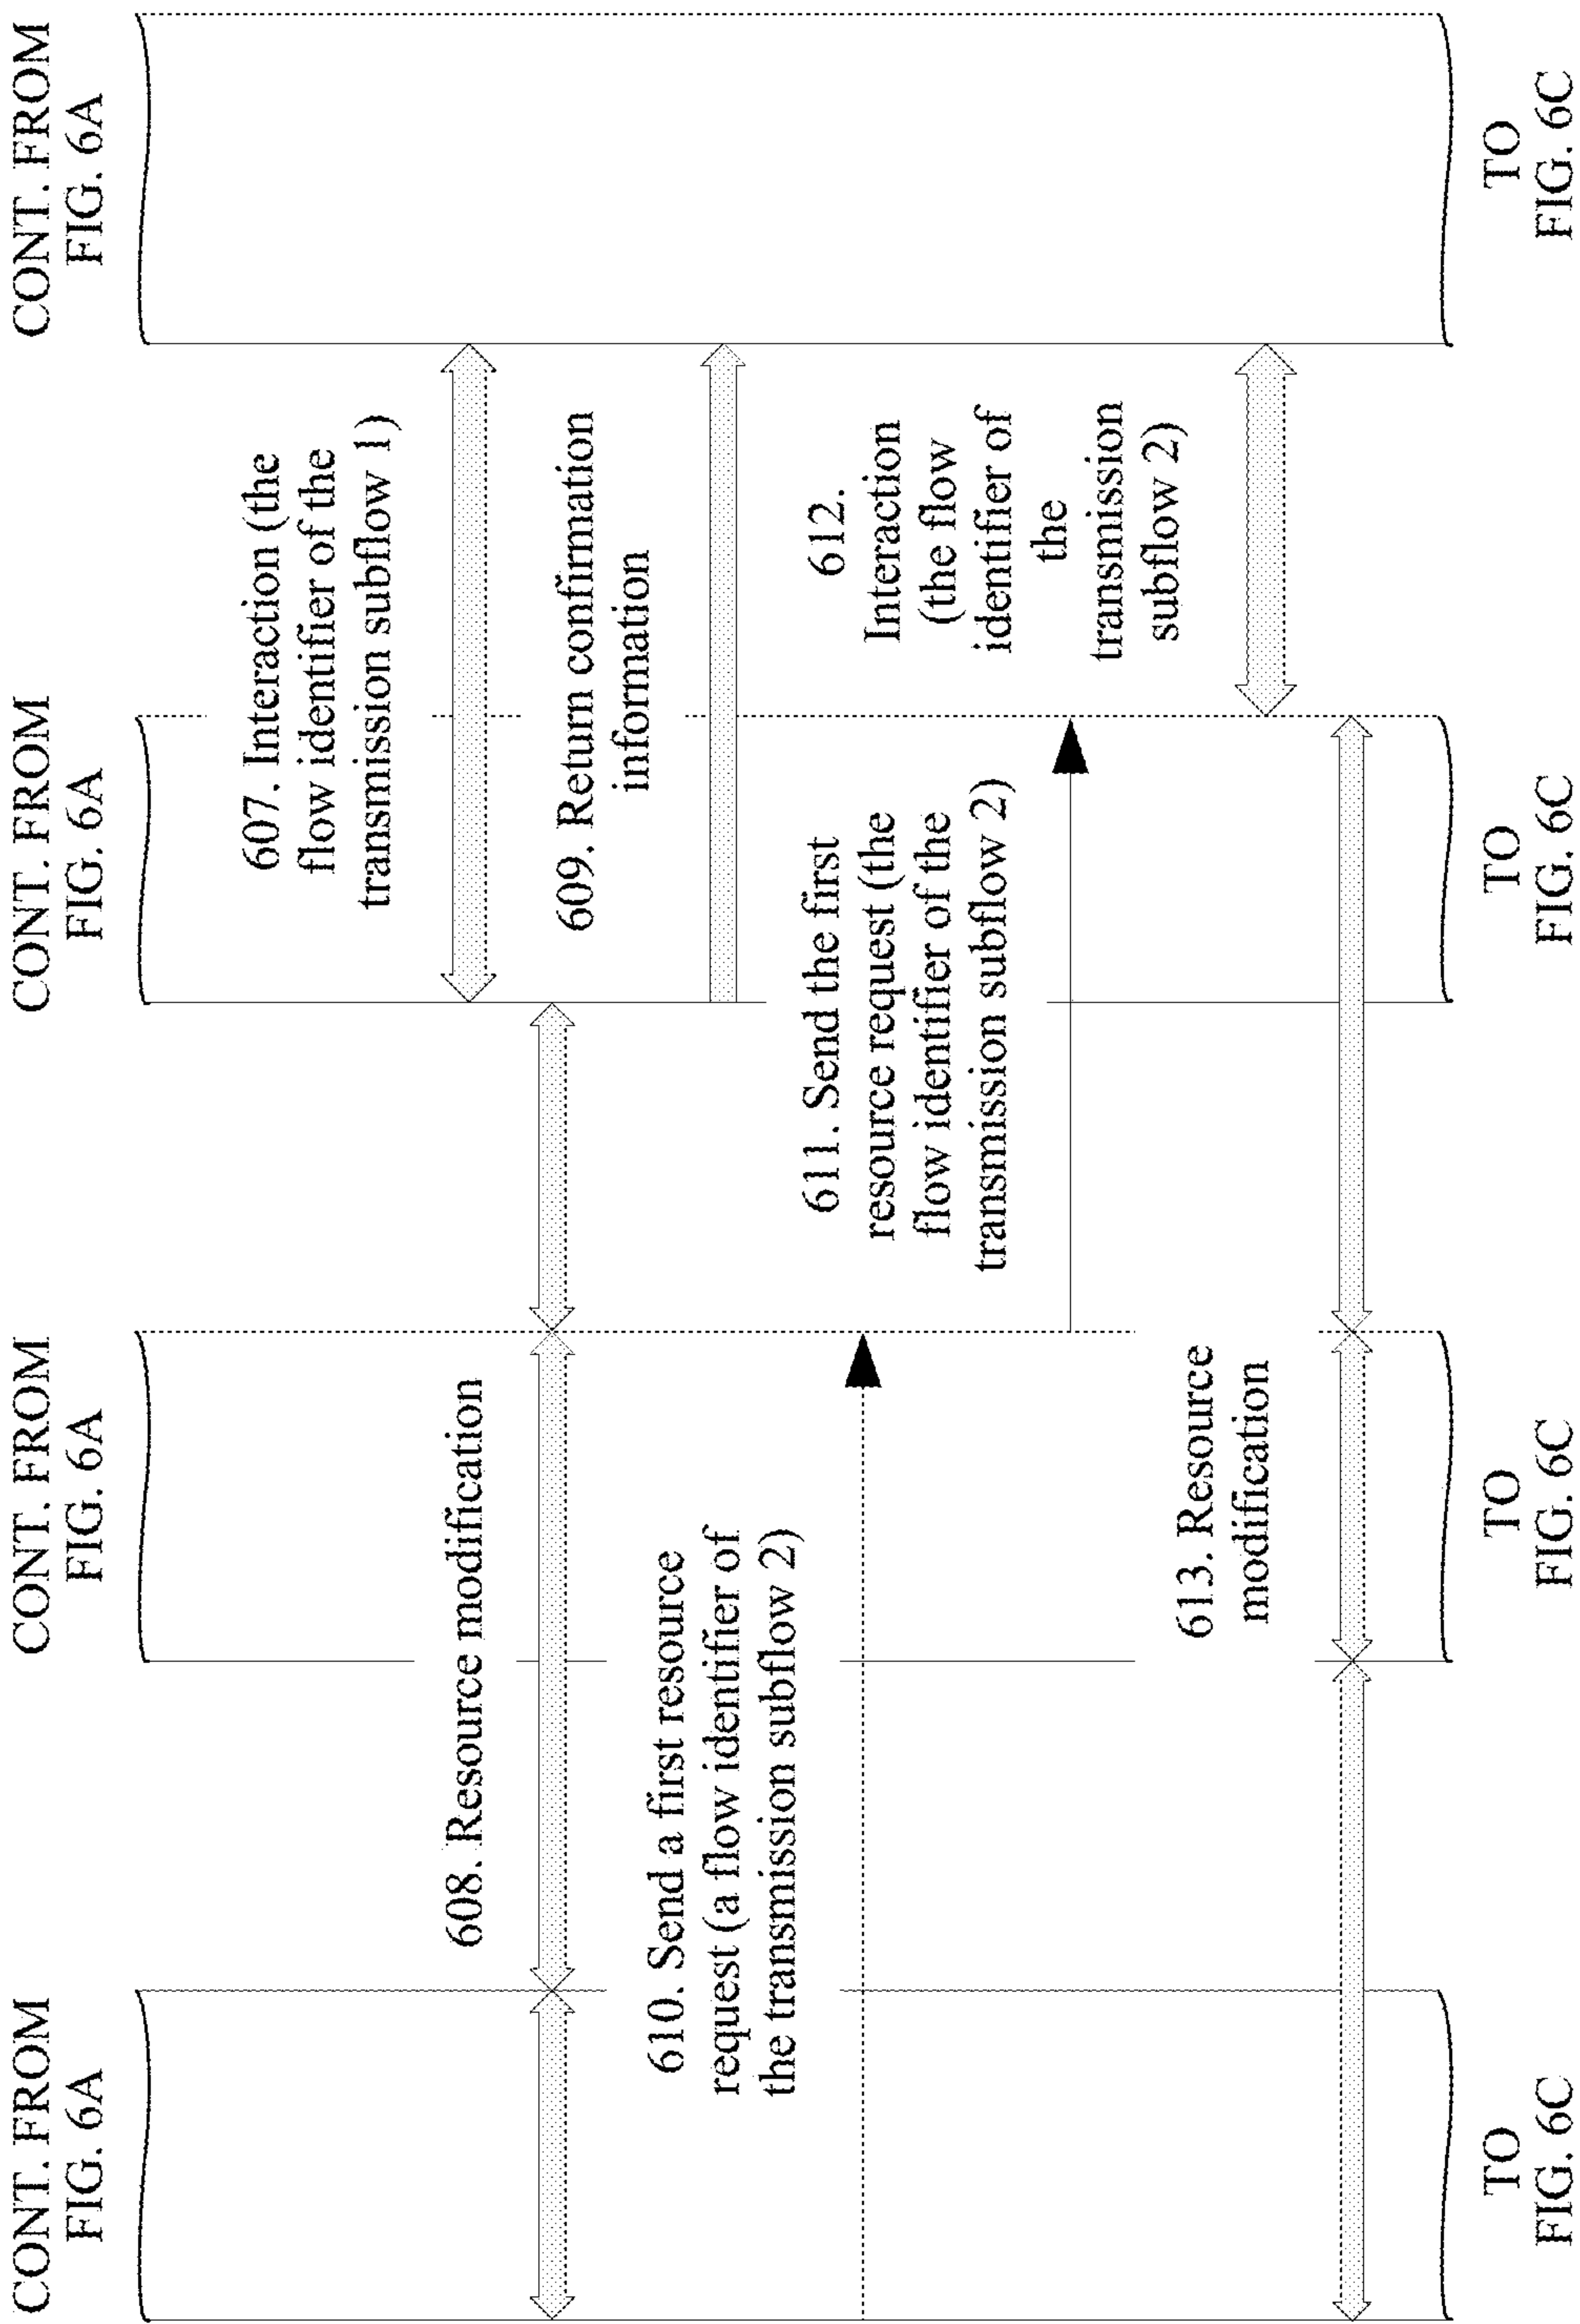 CONT. FROM
FIG. 6A
CONT. FROM
FIG. 6A
CONT. FROM
FIG. 6A
CONT. FROM
FIG. 6A
607. Interaction (the
flow identifier of the
transmission subflow 1)
608. Resource modification
609. Return confirmation
information
610. Send a first resource
request (a flow identifier of
the transmission subflow 2)
611. Send the first
resource request (the
flow identifier of the
transmission subflow 2)
612.
Interaction
(the flow
identifier of
the
transmission
subflow 2)
613. Resource
modification
TO
FIG. 6C
TO
FIG. 6C
TO
FIG. 6C
TO
FIG. 6C